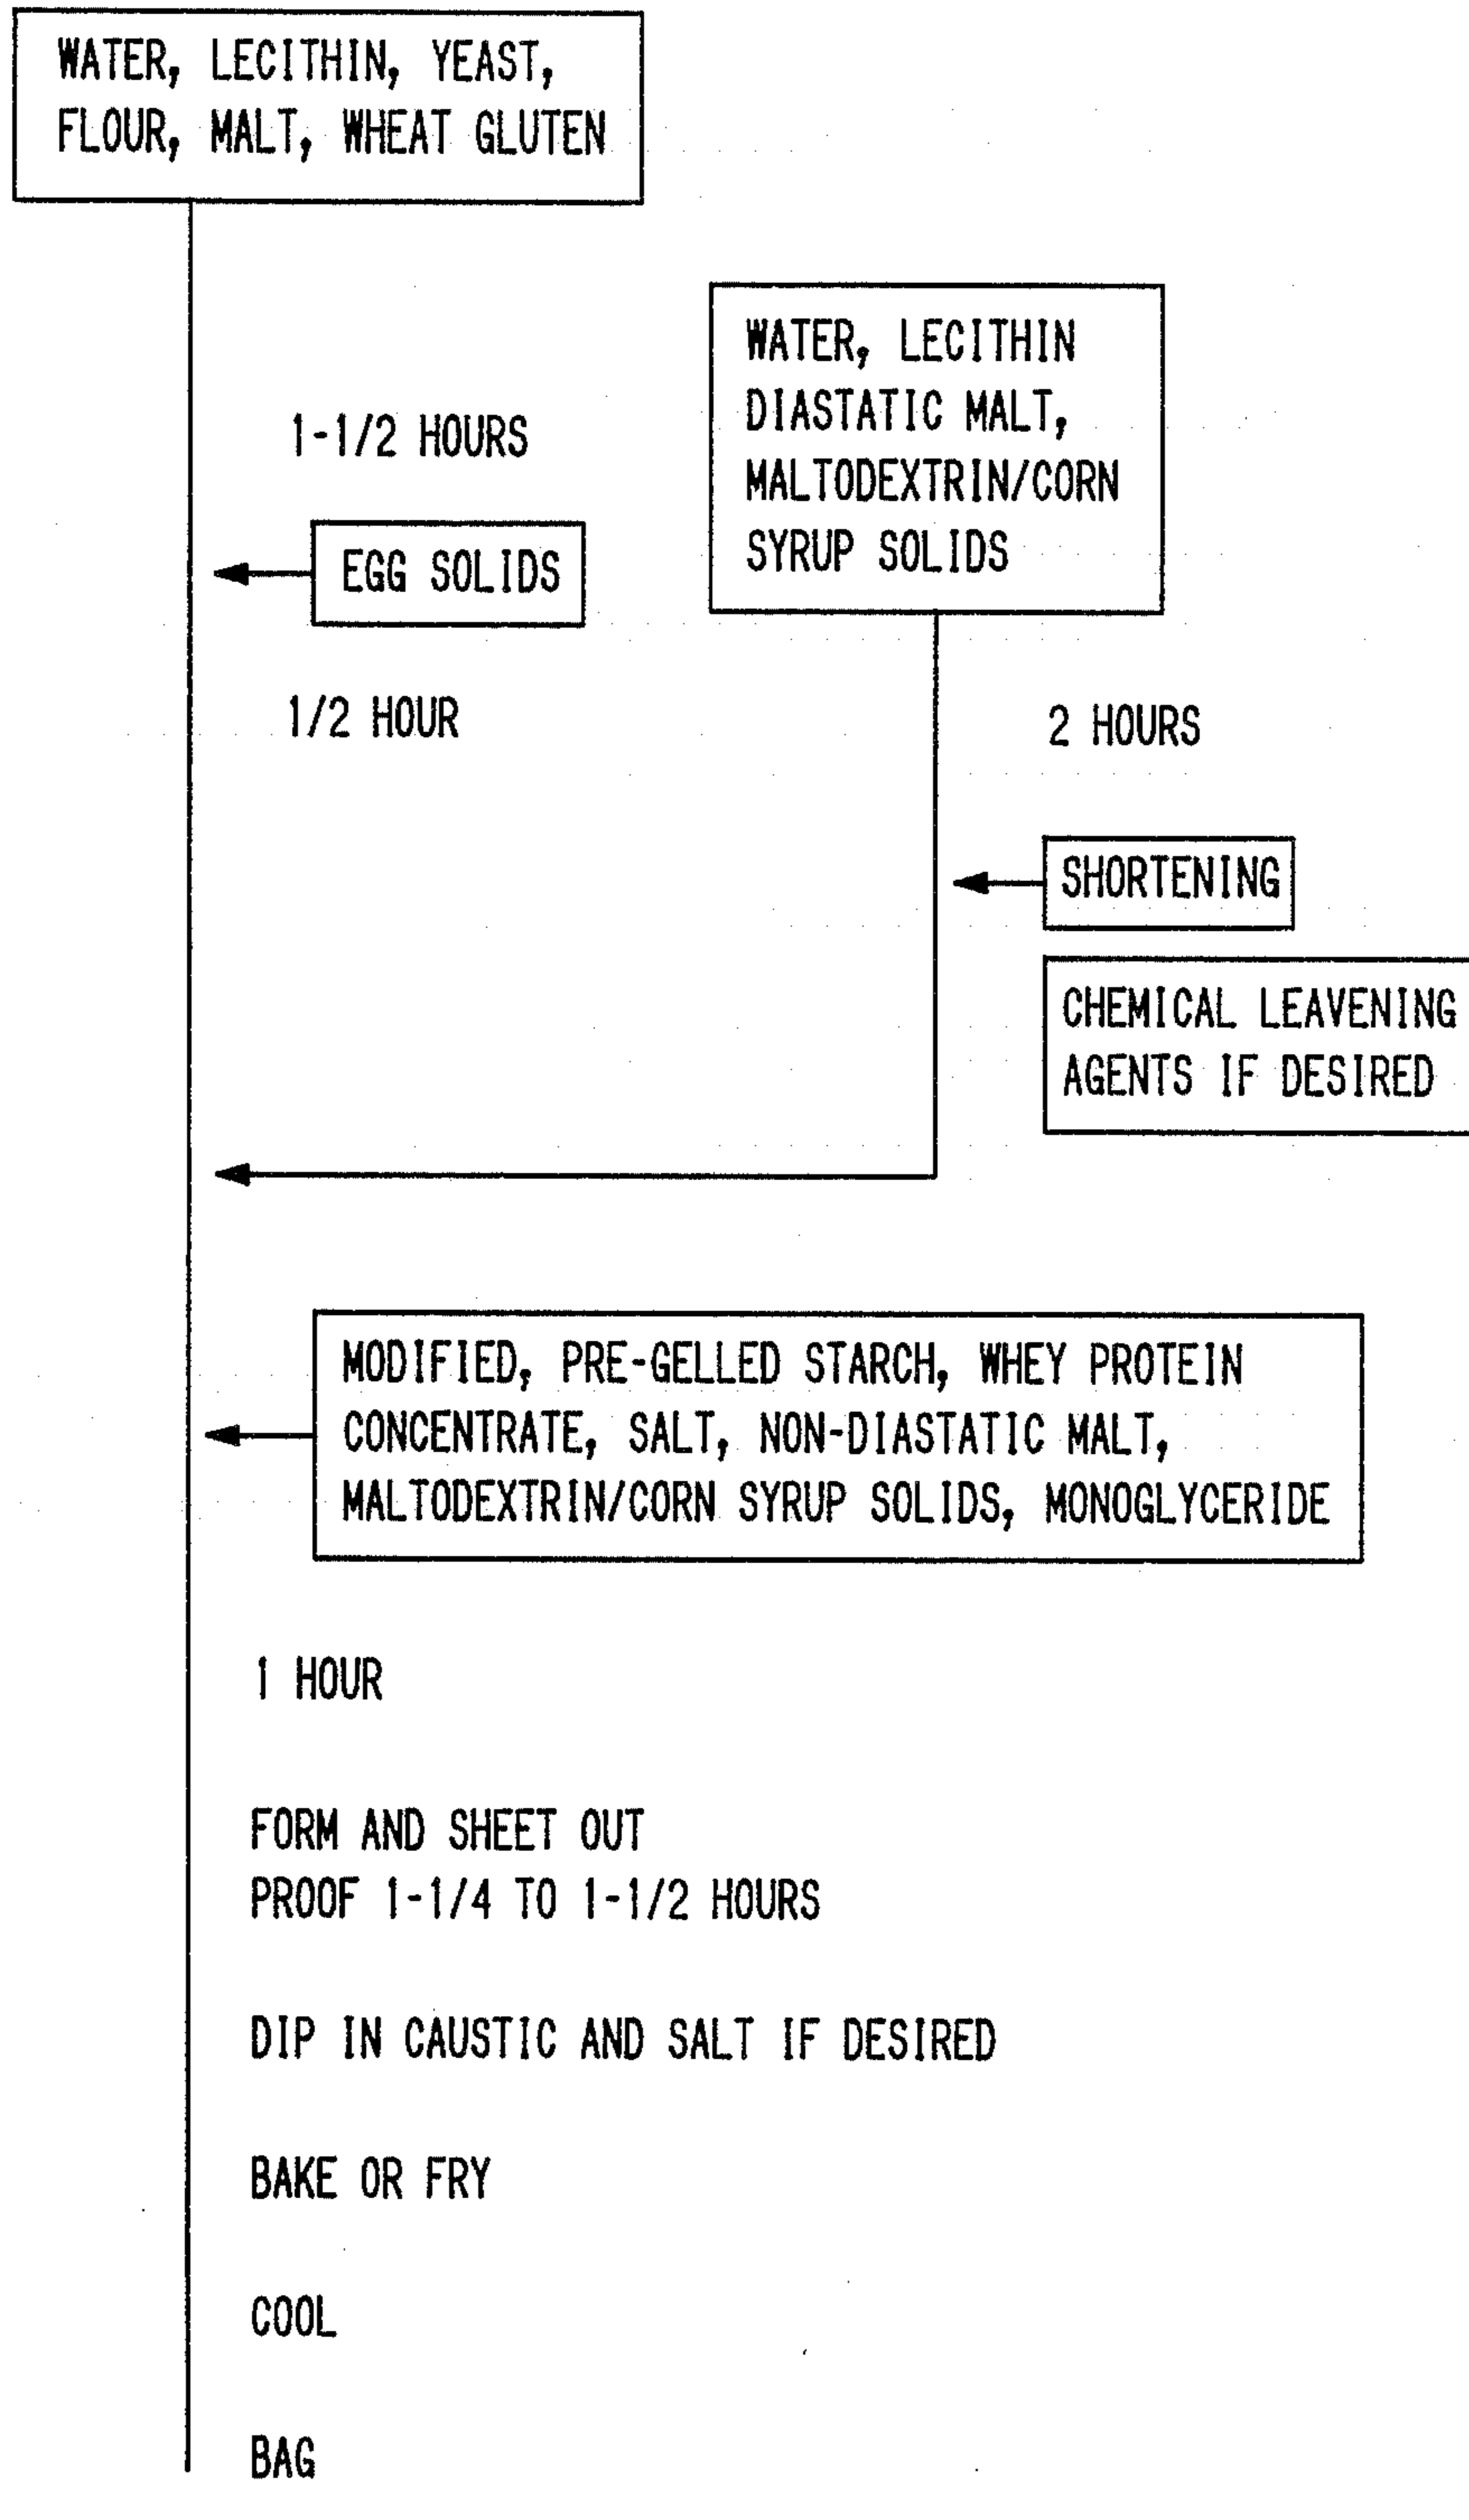 WATER, LECITHIN, YEAST,
FLOUR, MALT, WHEAT GLUTEN
WATER, LECITHIN
DIASTATIC MALT,
MALTODEXTRIN/CORN
SYRUP SOLIDS
1-1/2 HOURS
EGG SOLIDS
1/2 HOUR
2 HOURS
SHORTENING
CHEMICAL LEAVENING
AGENTS IF DESIRED
MODIFIED, PRE-GELLED STARCH, WHEY PROTEIN
CONCENTRATE, SALT, NON-DIASTATIC MALT,
MALTODEXTRIN/CORN SYRUP SOLIDS, MONOGLYCERIDE
1 HOUR
FORM AND SHEET OUT
PROOF 1-1/4 TO 1-1/2 HOURS
DIP IN CAUSTIC AND SALT IF DESIRED
BAKE OR FRY
COOL
BAG